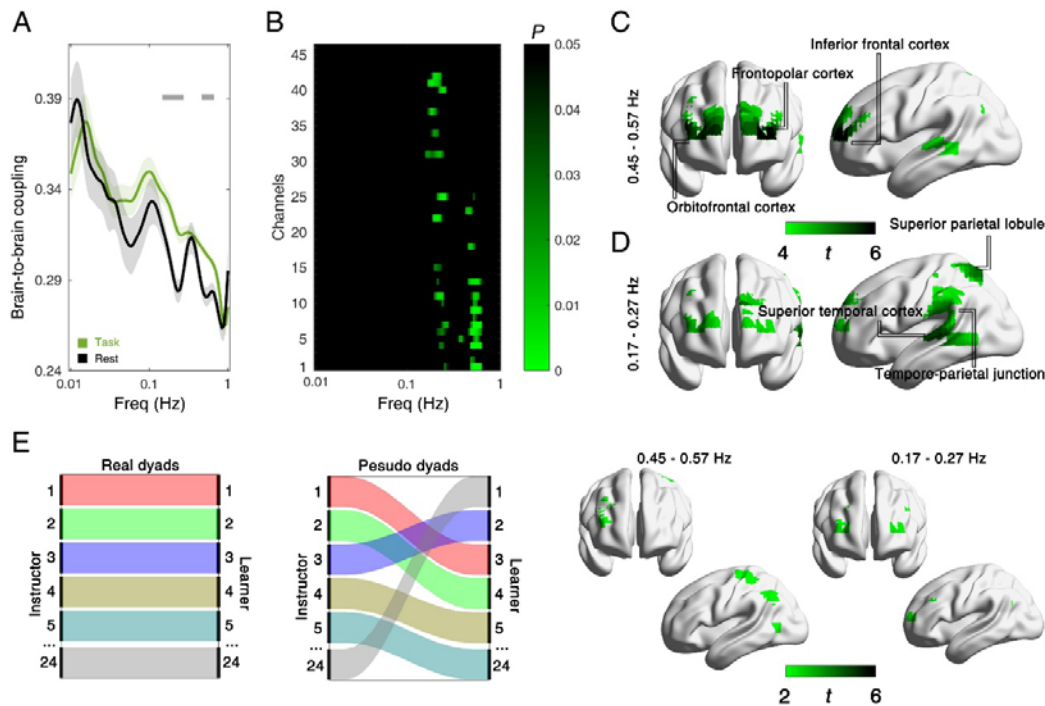 A
Brain-to-brain coupling
0.39
0.34
0.29
0.24
Task
Rest
0.01
0.1
1
Freq (Hz)
B
Channels
45
40
35
30
25
20
15
10
5
1
0.01
0.1
1
Freq (Hz)
P
0.05
0.04
0.03
0.02
0.01
0
C
0.45 - 0.57 Hz
Inferior frontal cortex
Frontopolar cortex
Orbitofrontal cortex
4 t 6
D
0.17 - 0.27 Hz
Superior parietal lobule
Superior temporal cortex
Temporo-parietal junction
E
Real dyads
Instructor
1
2
3
4
5
...
24
1
2
3
4
5
...
24
Learner
Pesudo dyads
Instructor
1
2
3
4
5
...
24
1
2
3
4
5
...
24
Learner
0.45 - 0.57 Hz
0.17 - 0.27 Hz
2 t 6